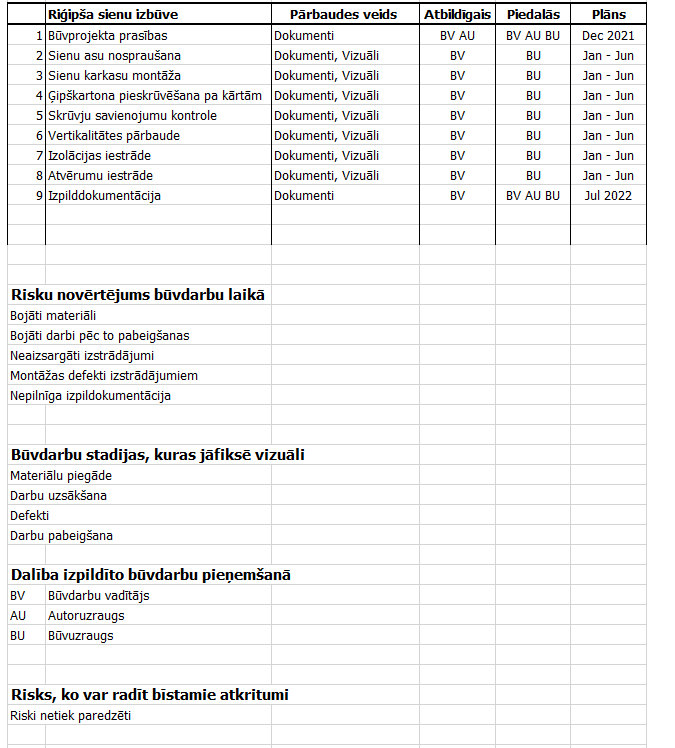 Riģipša sienu izbūve Pārbaudes veids Atbildīgais Piedalās Plāns
1 Būvprojekta prasības Dokumenti BV AU BV AU BU Dec 2021
2 Sienu asu nospraušana Dokumenti, Vizuāli BV BU Jan - Jun
3 Sienu karkasu montāža Dokumenti, Vizuāli BV BU Jan - Jun
4 Ģipškartona pieskrūvēšana pa kārtām Dokumenti, Vizuāli BV BU Jan - Jun
5 Skrūvju savienojumu kontrole Dokumenti, Vizuāli BV BU Jan - Jun
6 Vertikalitātes pārbaude Dokumenti, Vizuāli BV BU Jan - Jun
7 Izolācijas iestrāde Dokumenti, Vizuāli BV BU Jan - Jun
8 Atvērumu iestrāde Dokumenti, Vizuāli BV BU Jan - Jun
9 Izpilddokumentācija Dokumenti BV BV AU BU Jul 2022
Risku novērtējums būvdarbu laikā
Bojāti materiāli
Bojāti darbi pēc to pabeigšanas
Neaizsargāti izstrādājumi
Montāžas defekti izstrādājumiem
Nepilnīga izpildokumentācija
Būvdarbu stadijas, kuras jāfiksē vizuāli
Materiālu piegāde
Darbu uzsākšana
Defekti
Darbu pabeigšana
Dalība izpildīto būvdarbu pieņemšanā
BV Būvdarbu vadītājs
AU Autoruzraugs
BU Būvuzraugs
Risks, ko var radīt bīstamie atkritumi
Riski netiek paredzēti